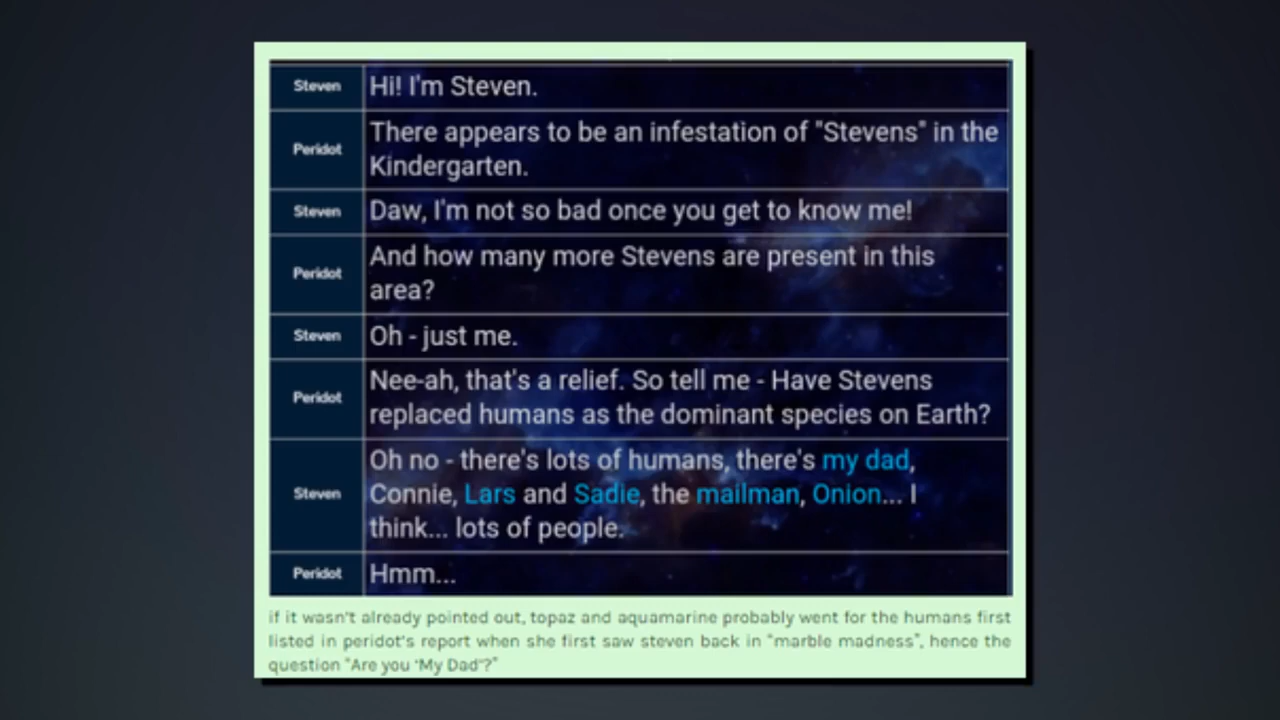 Steven
Hi! I'm Steven.
Peridot
There appears to be an infestation of "Stevens" in the
Kindergarten.
Steven
Daw, I'm not so bad once you get to know me!
Peridot
And how many more Stevens are present in this
area?
Steven
Oh - just me.
Peridot
Nee-ah, that's a relief. So tell me - Have Stevens
replaced humans as the dominant species on Earth?
Steven
Oh no - there's lots of humans, there's my dad,
Connie, Lars and Sadie, the mailman, Onion... I
think... lots of people.
Peridot
Hmm...
if it wasn't already pointed out, topaz and aquamarine probably went for the humans first
listed in peridot's report when she first saw steven back in "marble madness", hence the
question "Are you 'My Dad'?"